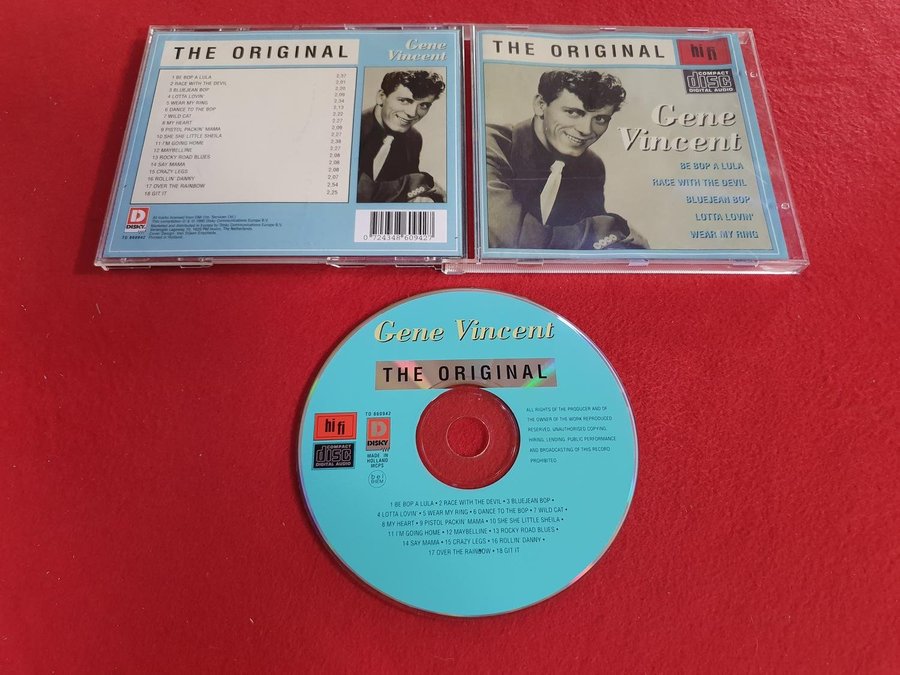 THE ORIGINAL
Gene
Vincent
1 BE BOP A LULA 2,37
2 RACE WITH THE DEVIL 2,01
3 BLUEJEAN BOP 2,20
4 LOTTA LOVIN' 2,09
5 WEAR MY RING 2,34
6 DANCE TO THE BOP 2,13
7 WILD CAT 2,22
8 MY HEART 2,27
9 PISTOL PACKIN' MAMA 2,09
10 SHE SHE LITTLE SHEILA 2,27
11 I'M GOING HOME 2,38
12 MAYBELLINE 2,27
13 ROCKY ROAD BLUES 2,08
14 SAY MAMA 2,08
15 CRAZY LEGS 2,08
16 ROLLIN' DANNY 2,07
17 OVER THE RAINBOW 2,54
18 GIT IT 2,25
DISKY
TO 860942
Printed in Holland
0 724348 609427
THE ORIGINAL
hi fi
COMPACT
disc
DIGITAL AUDIO
Gene
Vincent
BE BOP A LULA
RACE WITH THE DEVIL
BLUEJEAN BOP
LOTTA LOVIN'
WEAR MY RING
Gene Vincent
THE ORIGINAL
hi fi
COMPACT
disc
DIGITAL AUDIO
TO 860942
DISKY
MADE IN
HOLLAND
MCPS
bel
BIEM
ALL RIGHTS OF THE PRODUCER AND OF
THE OWNER OF THE WORK REPRODUCED
RESERVED. UNAUTHORISED COPYING,
HIRING, LENDING, PUBLIC PERFORMANCE
AND BROADCASTING OF THIS RECORD
PROHIBITED.
1 BE BOP A LULA • 2 RACE WITH THE DEVIL • 3 BLUEJEAN BOP •
4 LOTTA LOVIN' • 5 WEAR MY RING • 6 DANCE TO THE BOP • 7 WILD CAT •
8 MY HEART • 9 PISTOL PACKIN' MAMA • 10 SHE SHE LITTLE SHEILA •
11 I'M GOING HOME • 12 MAYBELLINE • 13 ROCKY ROAD BLUES •
14 SAY MAMA • 15 CRAZY LEGS • 16 ROLLIN' DANNY •
17 OVER THE RAINBOW • 18 GIT IT